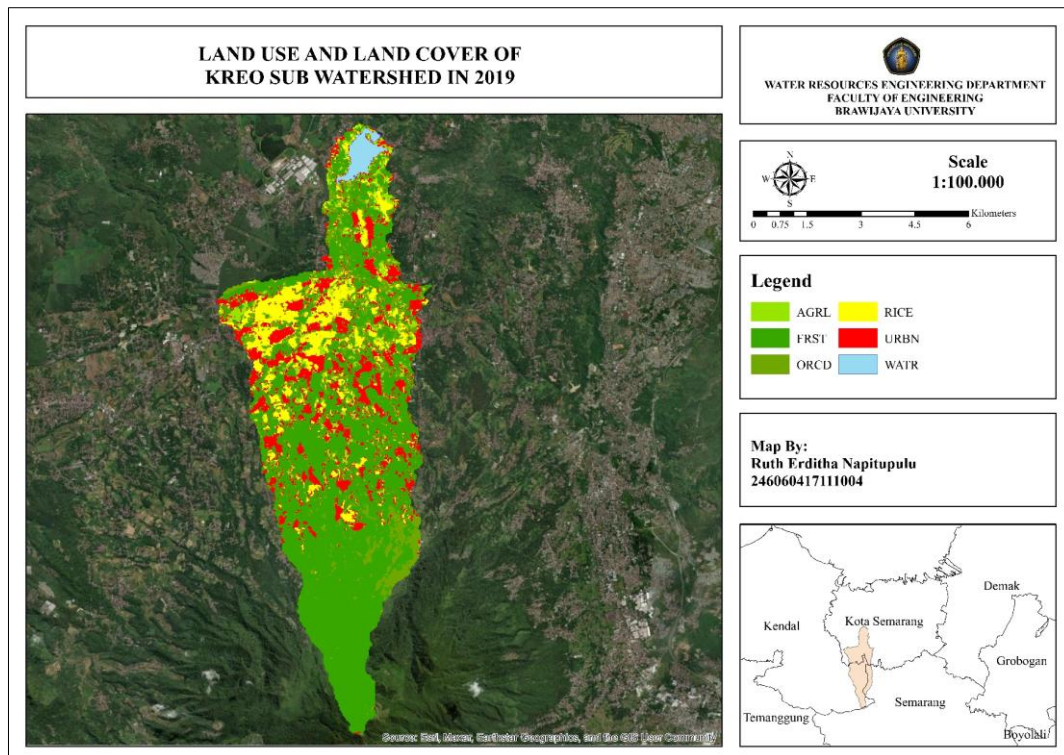 LAND USE AND LAND COVER OF
KREO SUB WATERSHED IN 2019
WATER RESOURCES ENGINEERING DEPARTMENT
FACULTY OF ENGINEERING
BRAWIJAYA UNIVERSITY
N
W E
S
Scale
1:100.000
Kilometers
0 0.75 1.5 3 4.5 6
Legend
AGRL RICE
FRST URBN
ORCD WATR
Map By:
Ruth Erditha Napitupulu
246060417111004
Demak
Kota Semarang
Kendal
Grobogan
Semarang
Temanggung
Boyolali
Source: Esri, Maxar, Earthstar Geographics, and the GIS User Community